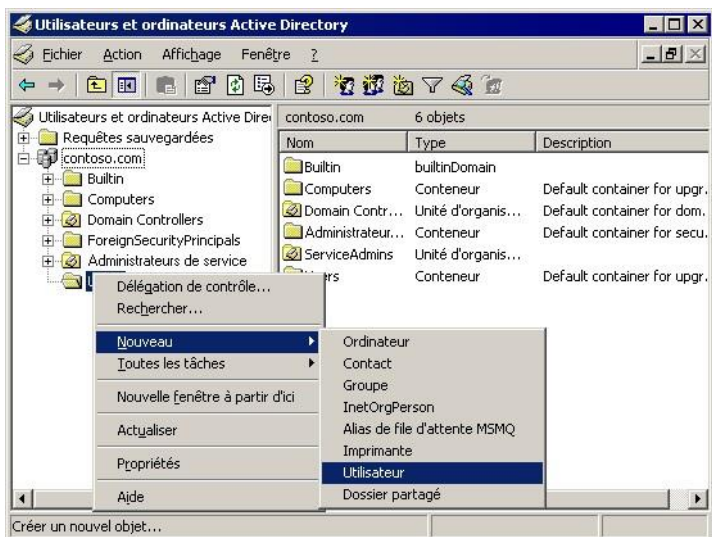 Utilisateurs et ordinateurs Active Directory
Fichier Action Affichage Fenêtre ?
Utilisateurs et ordinateurs Active Dire
contoso.com 6 objets
Requêtes sauvegardées
Nom Type Description
contoso.com
Builtin
Builtin builtinDomain
Computers
Computers Conteneur Default container for upgr.
Domain Controllers
Domain Contr... Unité d'organis... Default container for dom.
ForeignSecurityPrincipals
Administrateur... Conteneur Default container for secu.
Administrateurs de service
ServiceAdmins Unité d'organis...
Conteneur Default container for upgr.
Délégation de contrôle...
Rechercher...
Nouveau
Toutes les tâches
Nouvelle fenêtre à partir d'ici
Actualiser
Propriétés
Aide
Ordinateur
Contact
Groupe
InetOrgPerson
Alias de file d'attente MSMQ
Imprimante
Utilisateur
Dossier partagé
Créer un nouvel objet...